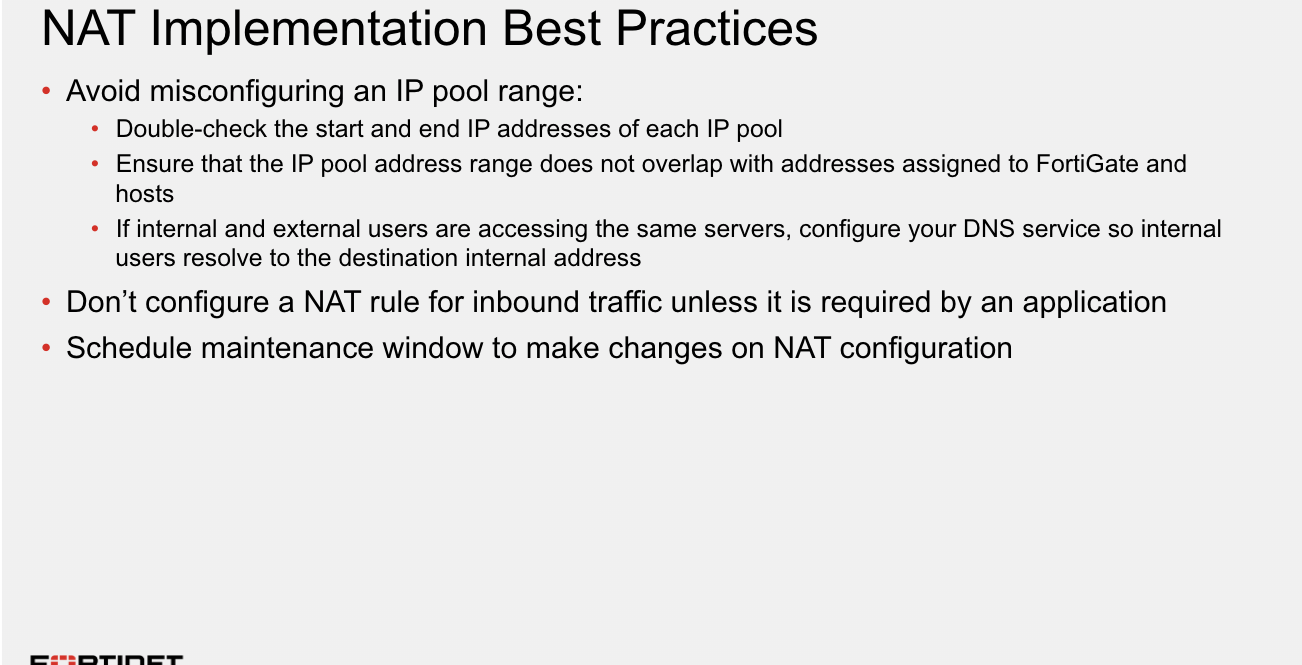 NAT Implementation Best Practices
• Avoid misconfiguring an IP pool range:
• Double-check the start and end IP addresses of each IP pool
• Ensure that the IP pool address range does not overlap with addresses assigned to FortiGate and
hosts
• If internal and external users are accessing the same servers, configure your DNS service so internal
users resolve to the destination internal address
• Don’t configure a NAT rule for inbound traffic unless it is required by an application
• Schedule maintenance window to make changes on NAT configuration
FORTINET